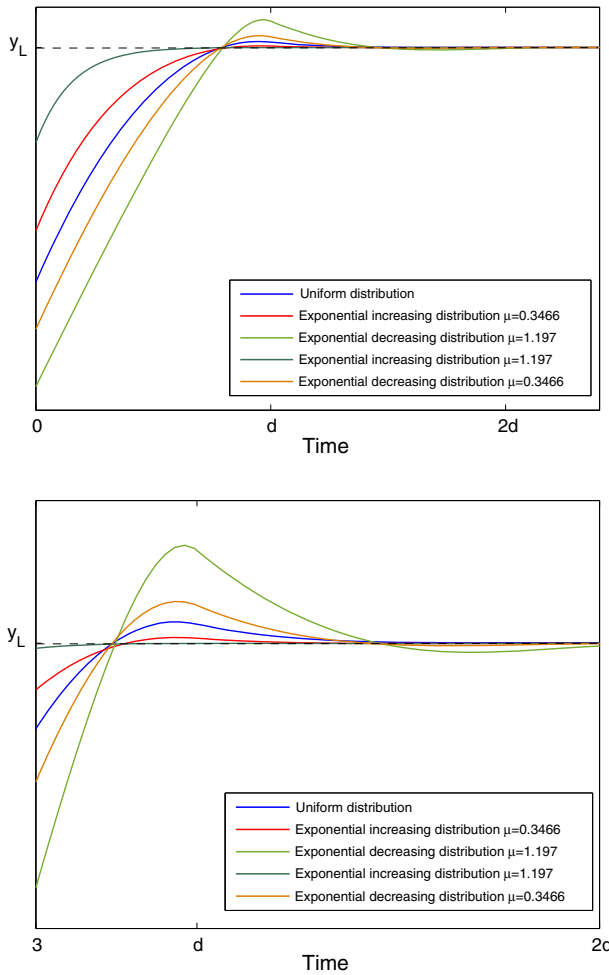 y_L
Uniform distribution
Exponential increasing distribution μ=0.3466
Exponential decreasing distribution μ=1.197
Exponential increasing distribution μ=1.197
Exponential decreasing distribution μ=0.3466
0 d 2d
Time
y_L
Uniform distribution
Exponential increasing distribution μ=0.3466
Exponential decreasing distribution μ=1.197
Exponential increasing distribution μ=1.197
Exponential decreasing distribution μ=0.3466
3 d 2d
Time